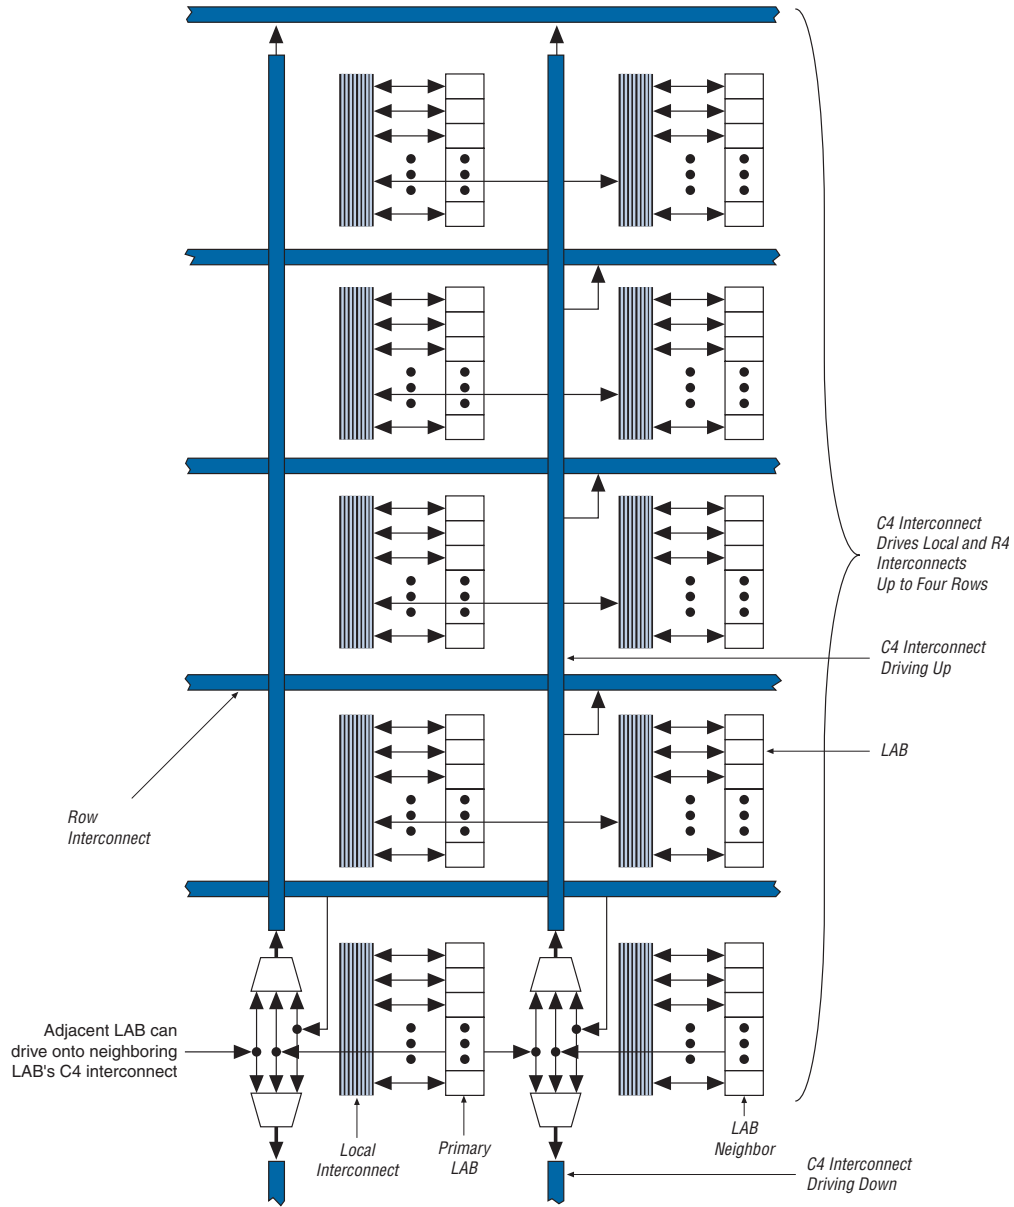 C4 Interconnect
Drives Local and R4
Interconnects
Up to Four Rows
C4 Interconnect
Driving Up
LAB
Row
Interconnect
Adjacent LAB can
drive onto neighboring
LAB's C4 interconnect
Local
Interconnect
Primary
LAB
LAB
Neighbor
C4 Interconnect
Driving Down